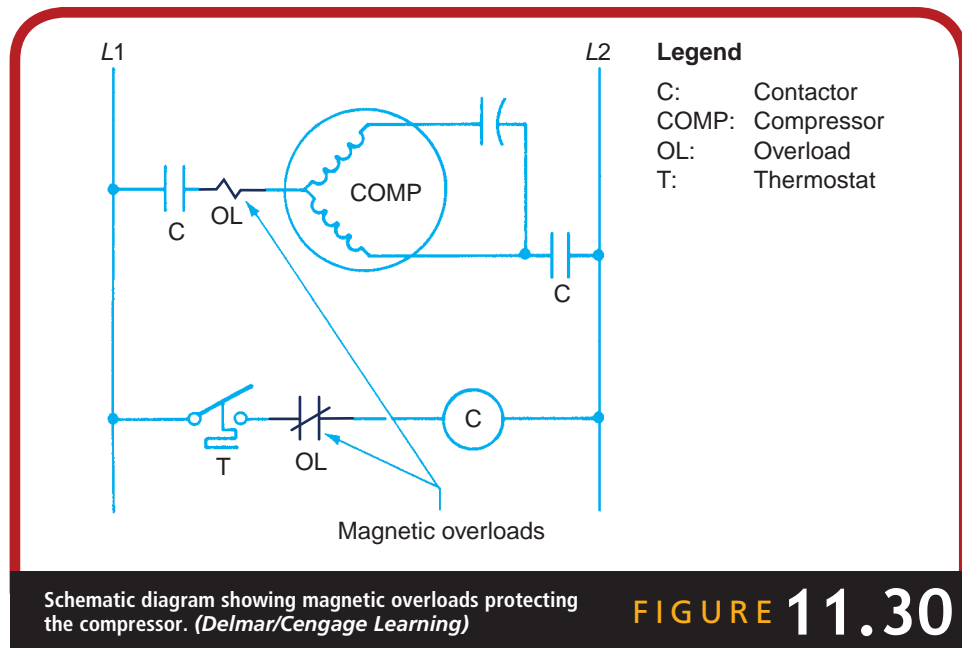 L1
L2
Legend
C: Contactor
COMP: Compressor
OL: Overload
T: Thermostat
COMP
C
OL
C
C
T
OL
Magnetic overloads
Schematic diagram showing magnetic overloads protecting
the compressor. (Delmar/Cengage Learning)
FIGURE 11.30